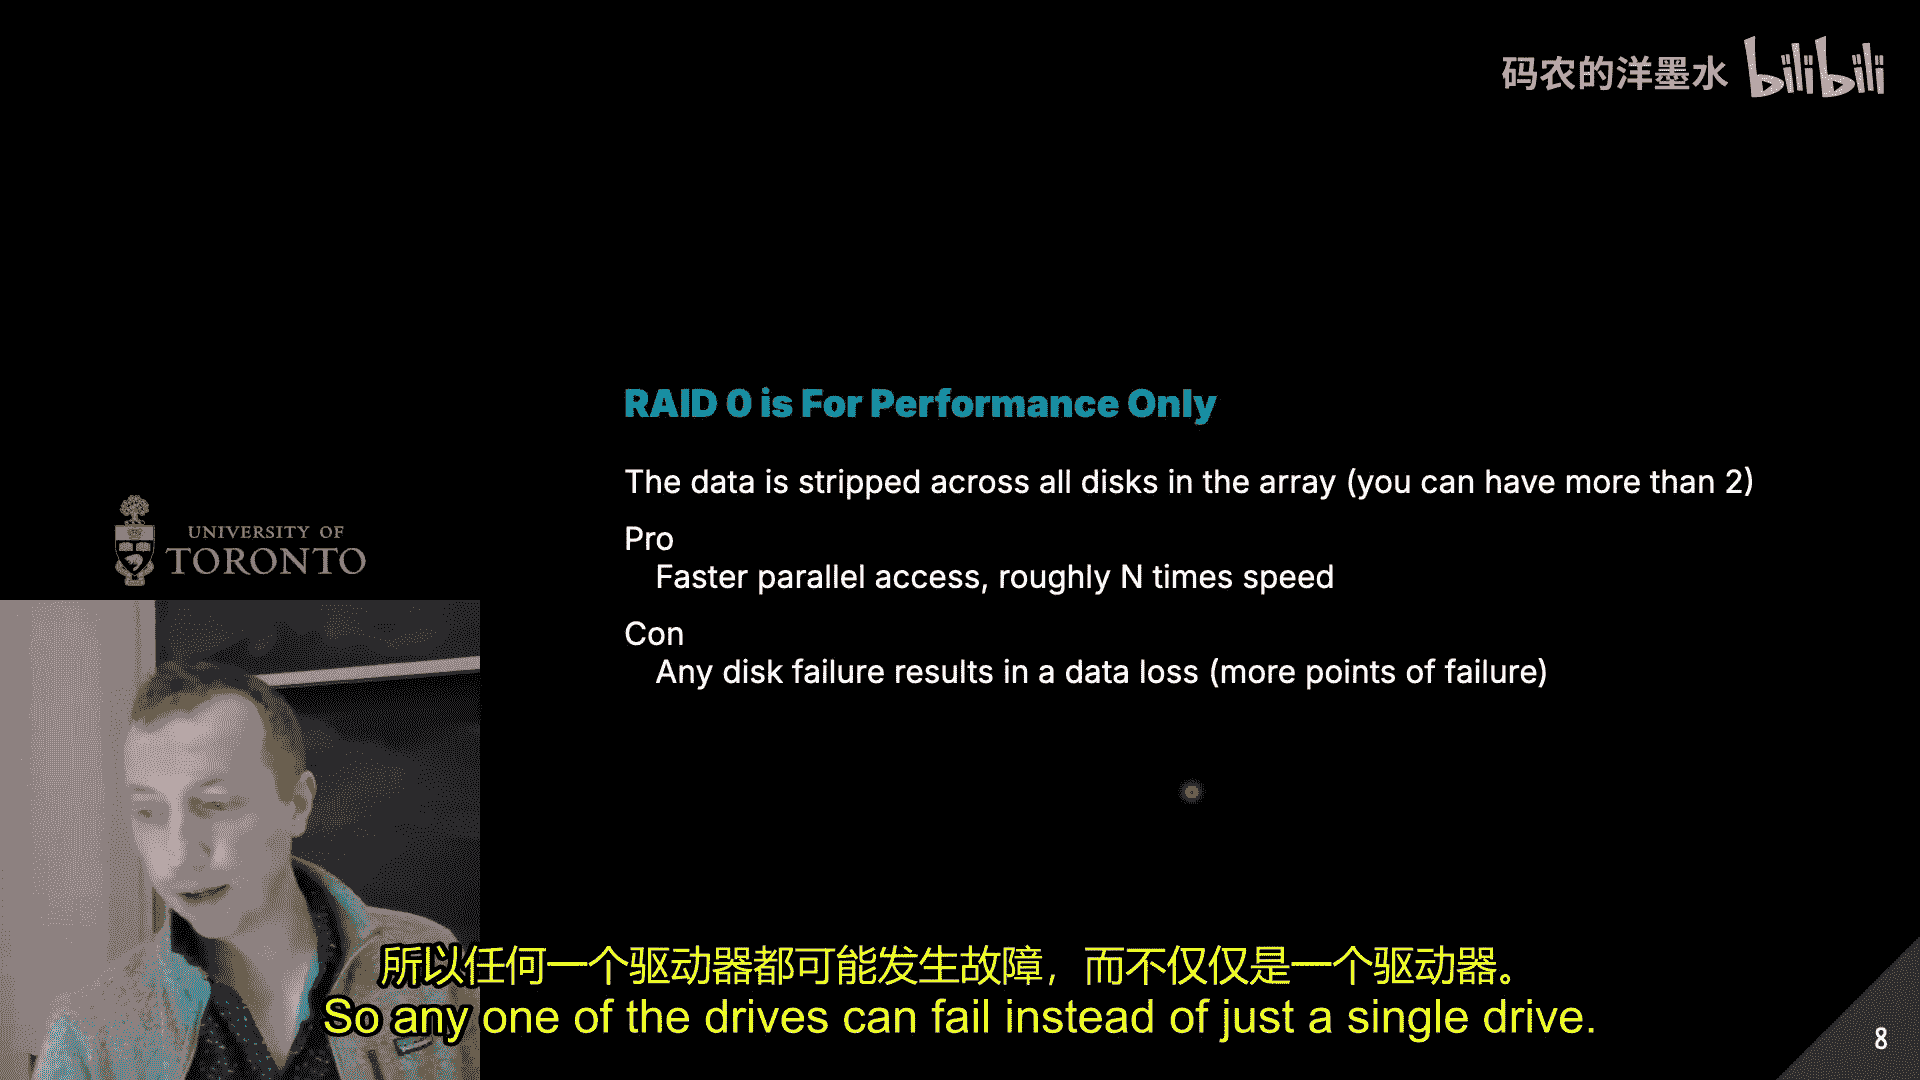 码农的洋墨水 bilibili
RAID 0 is For Performance Only
The data is stripped across all disks in the array (you can have more than 2)
Pro
Faster parallel access, roughly N times speed
Con
Any disk failure results in a data loss (more points of failure)
UNIVERSITY OF
TORONTO
所以任何一个驱动器都可能发生故障，而不仅仅是一个驱动器。
So any one of the drives can fail instead of just a single drive.
8